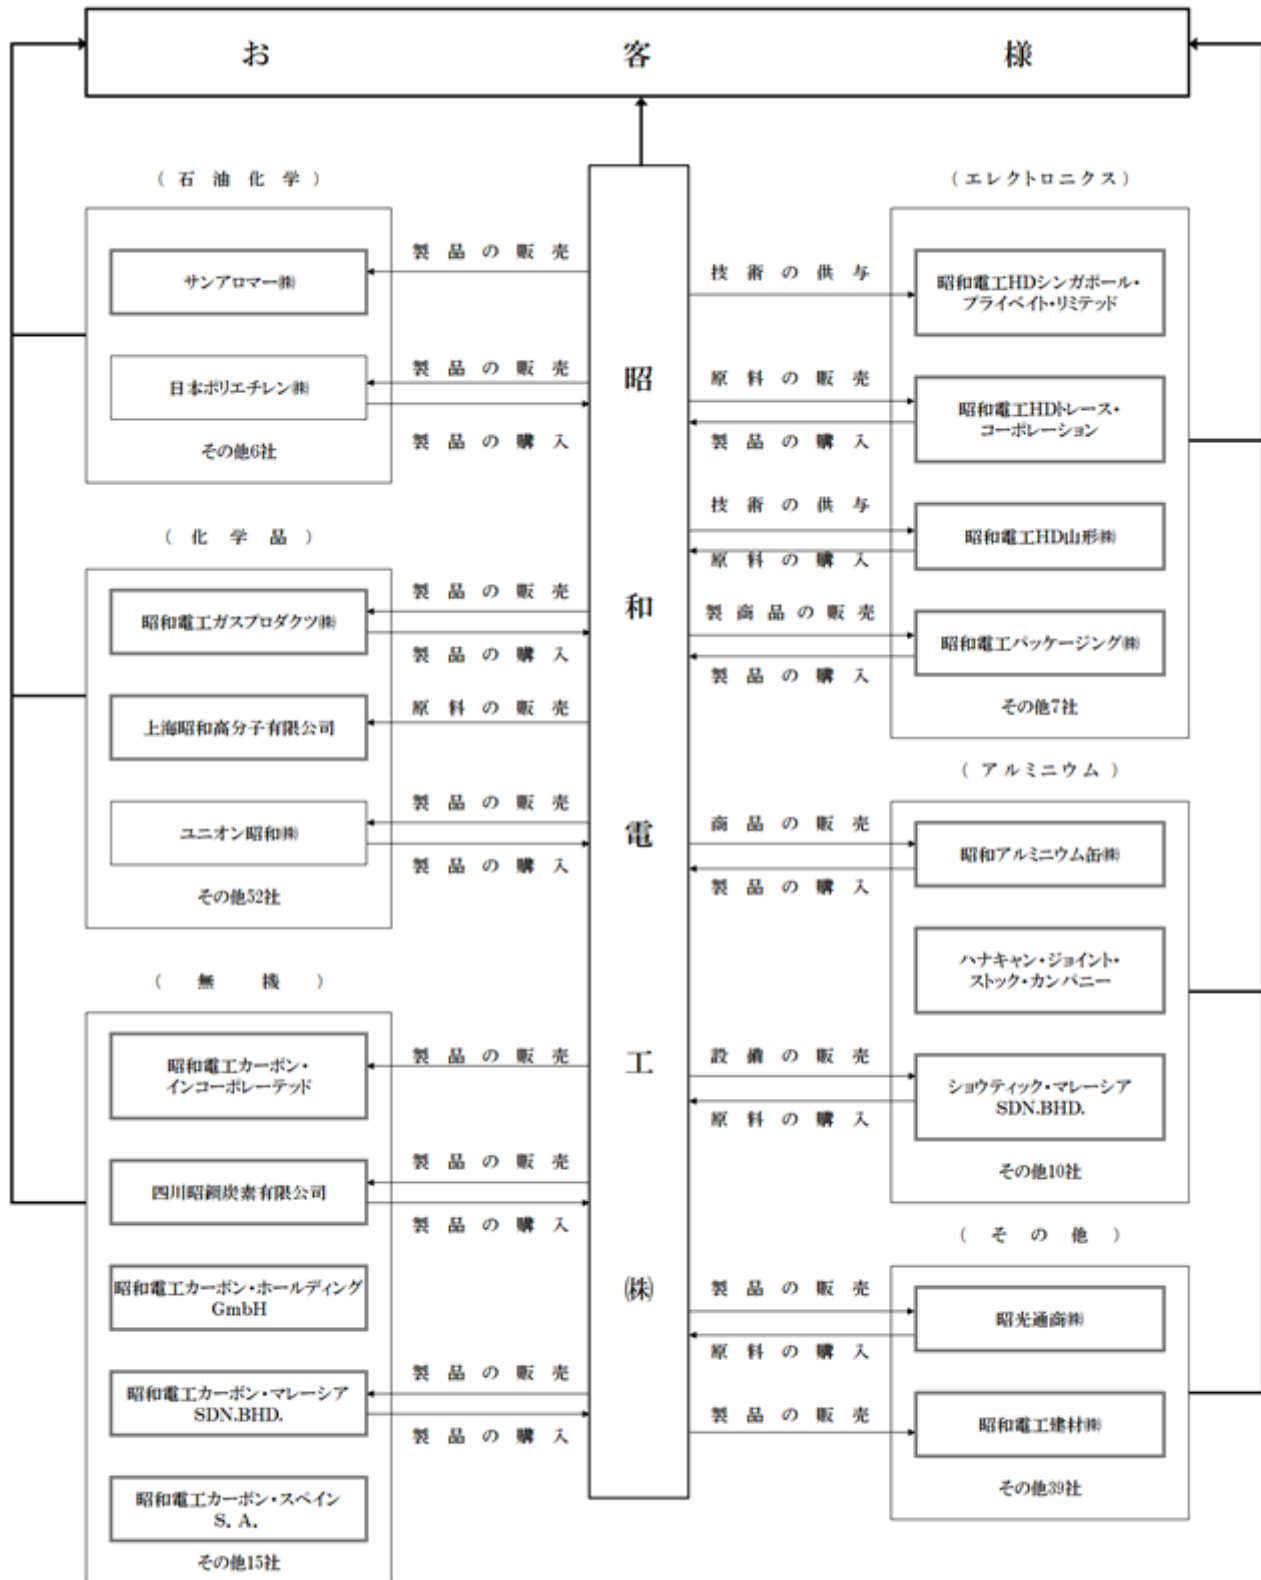 お客様
(石油化学)
サンアロマー㈱
製品の販売
日本ポリエチレン㈱
製品の販売
製品の購入
その他6社
(化学品)
昭和電工ガスプロダクツ㈱
製品の販売
製品の購入
上海昭和高分子有限公司
原料の販売
ユニオン昭和㈱
製品の販売
製品の購入
その他52社
(無機)
昭和電工カーボン・
インコーポレーテッド
製品の販売
四川昭鋼炭素有限公司
製品の販売
製品の購入
昭和電工カーボン・ホールディング
GmbH
昭和電工カーボン・マレーシア
SDN.BHD.
製品の販売
製品の購入
昭和電工カーボン・スペイン
S. A.
その他15社
昭和電工㈱
(エレクトロニクス)
技術の供与
昭和電工HDシンガポール・
プライベイト・リミテッド
原料の販売
製品の購入
昭和電工HDトレース・
コーポレーション
技術の供与
原料の購入
昭和電工HD山形㈱
製商品の販売
製品の購入
昭和電工パッケージング㈱
その他7社
(アルミニウム)
商品の販売
製品の購入
昭和アルミニウム缶㈱
ハナキャン・ジョイント・
ストック・カンパニー
設備の販売
原料の購入
ショウティック・マレーシア
SDN.BHD.
その他10社
(その他)
製品の販売
原料の購入
昭光通商㈱
製品の販売
昭和電工建材㈱
その他39社